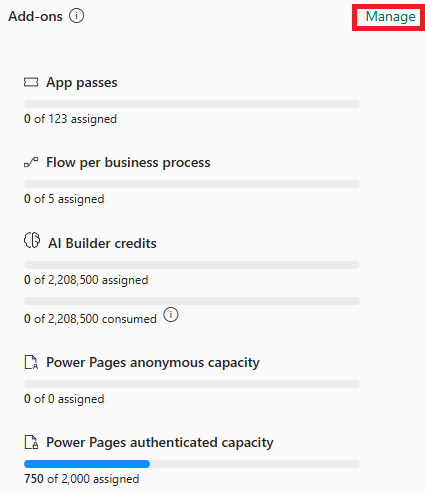 Add-ons
Manage
App passes
0 of 123 assigned
Flow per business process
0 of 5 assigned
AI Builder credits
0 of 2,208,500 assigned
0 of 2,208,500 consumed
Power Pages anonymous capacity
0 of 0 assigned
Power Pages authenticated capacity
750 of 2,000 assigned